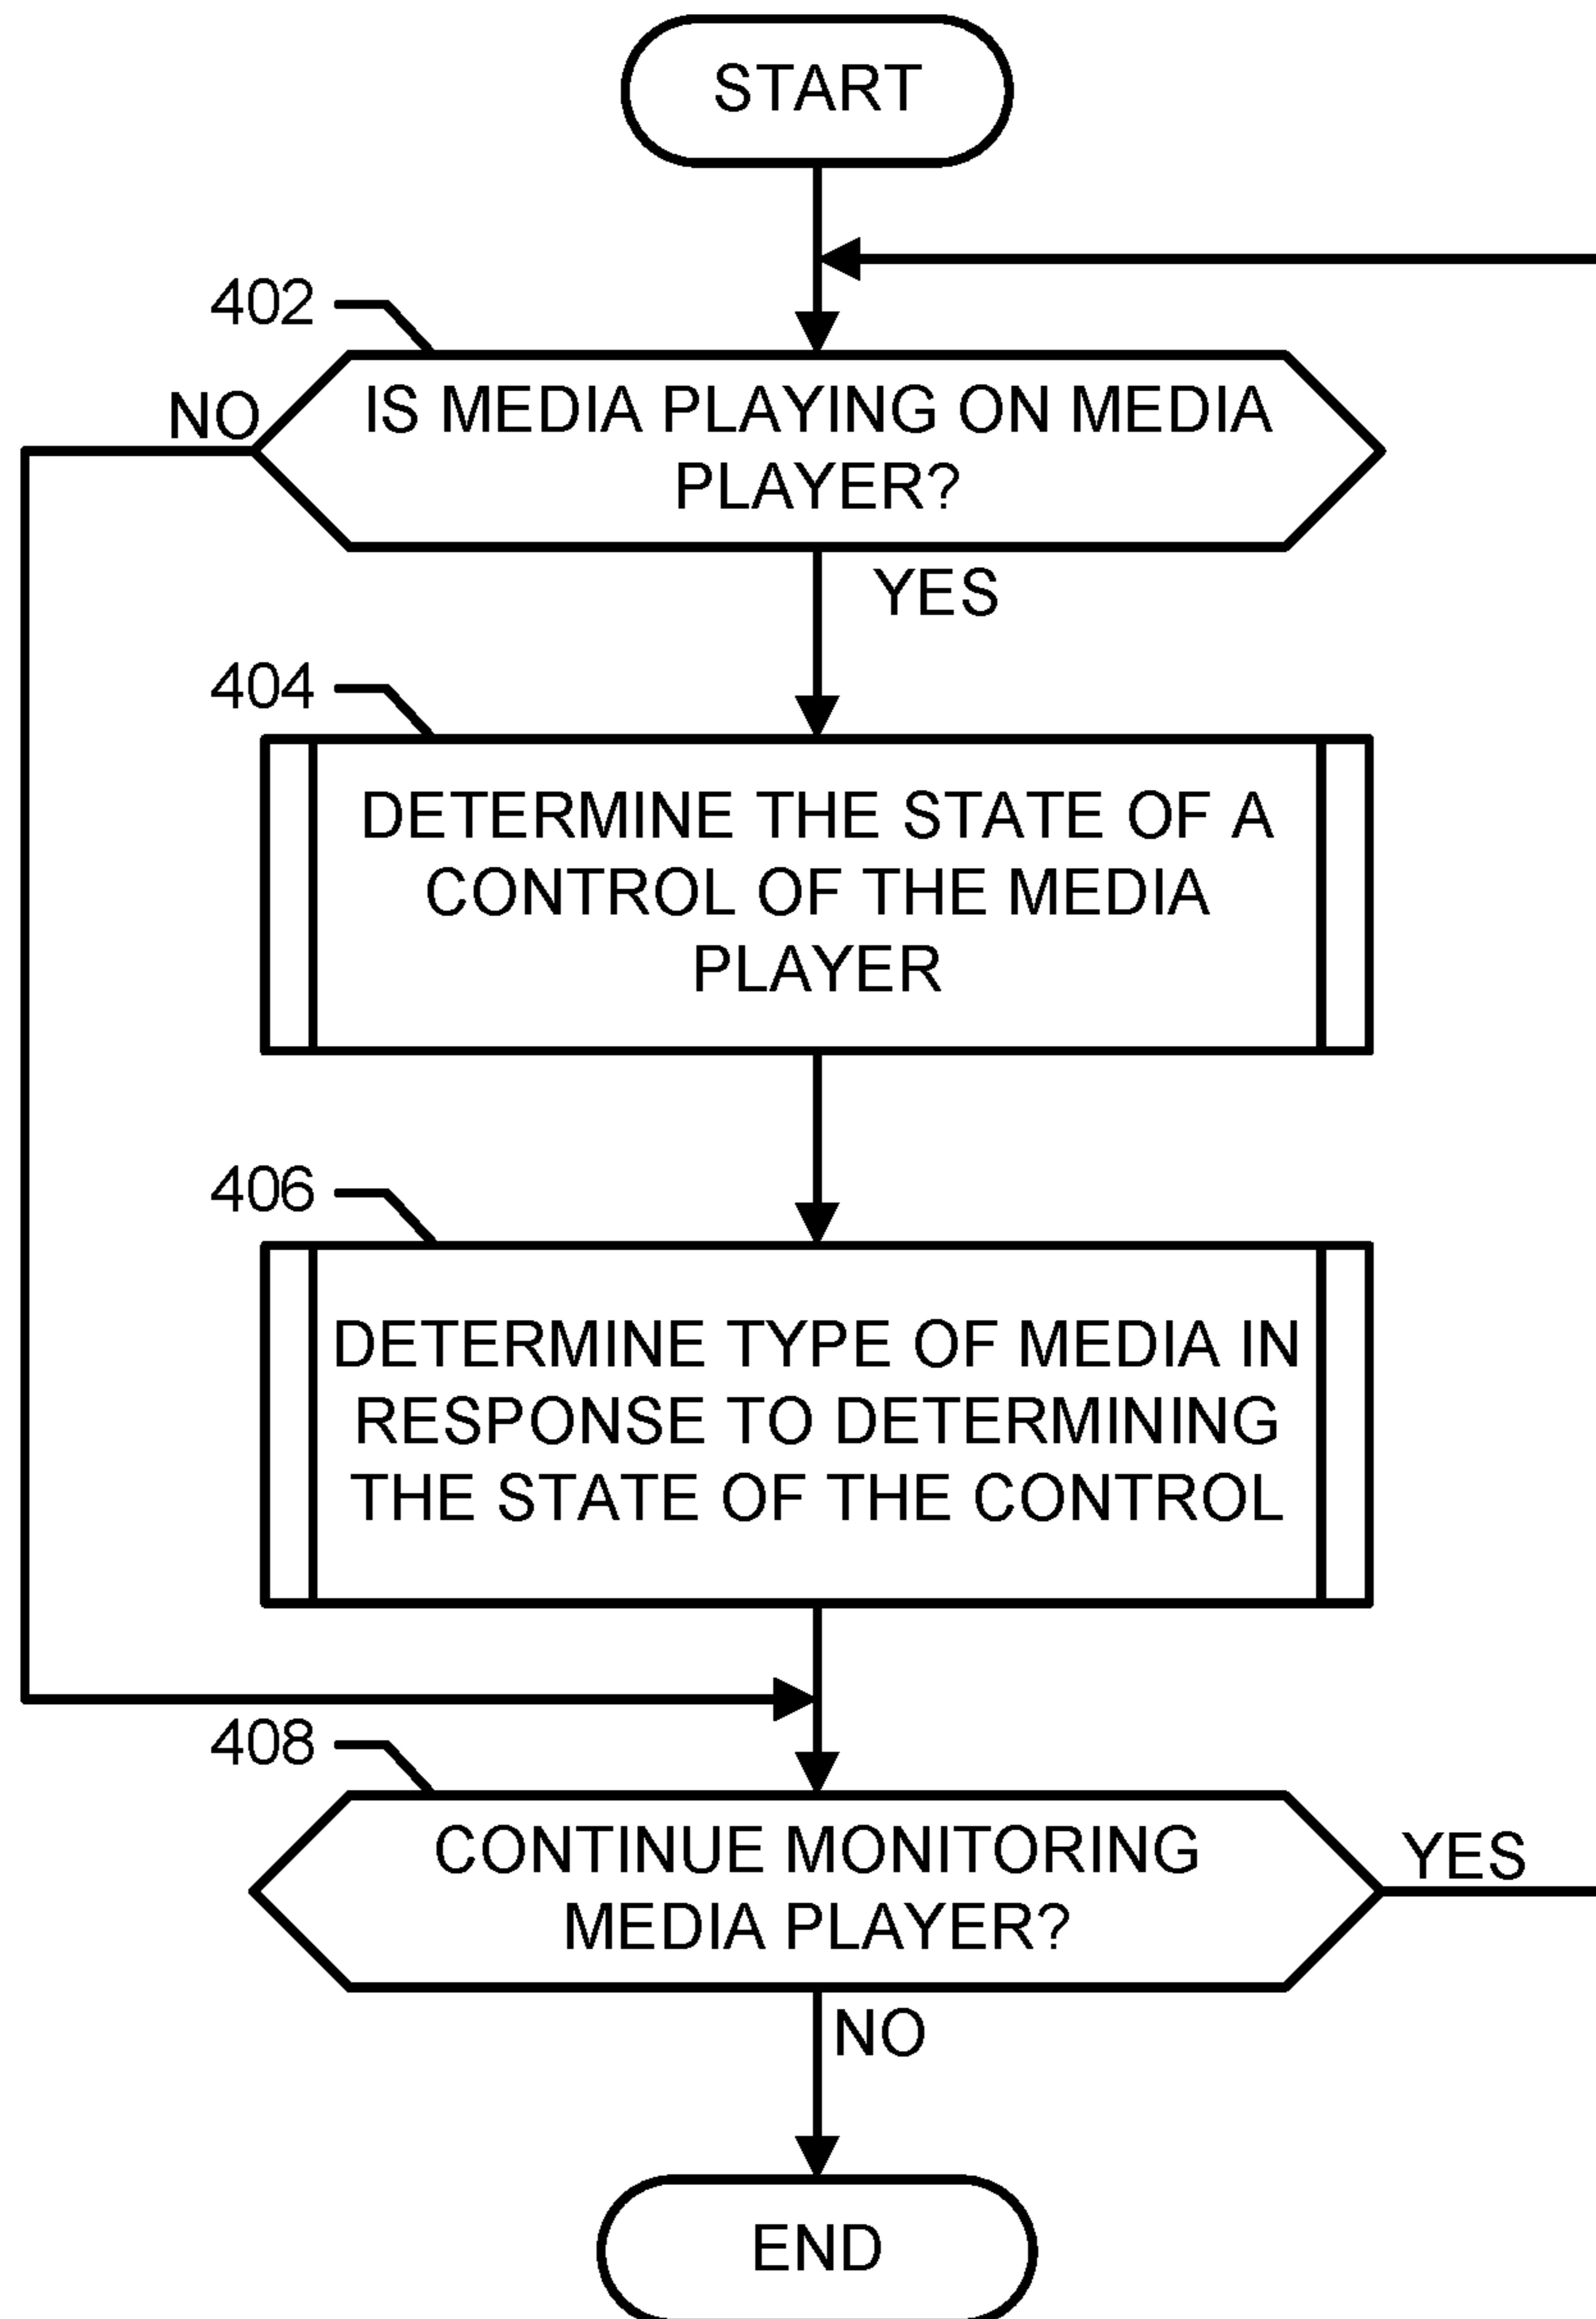 START
402
NO
IS MEDIA PLAYING ON MEDIA
PLAYER?
YES
404
DETERMINE THE STATE OF A
CONTROL OF THE MEDIA
PLAYER
406
DETERMINE TYPE OF MEDIA IN
RESPONSE TO DETERMINING
THE STATE OF THE CONTROL
408
CONTINUE MONITORING
MEDIA PLAYER?
YES
NO
END